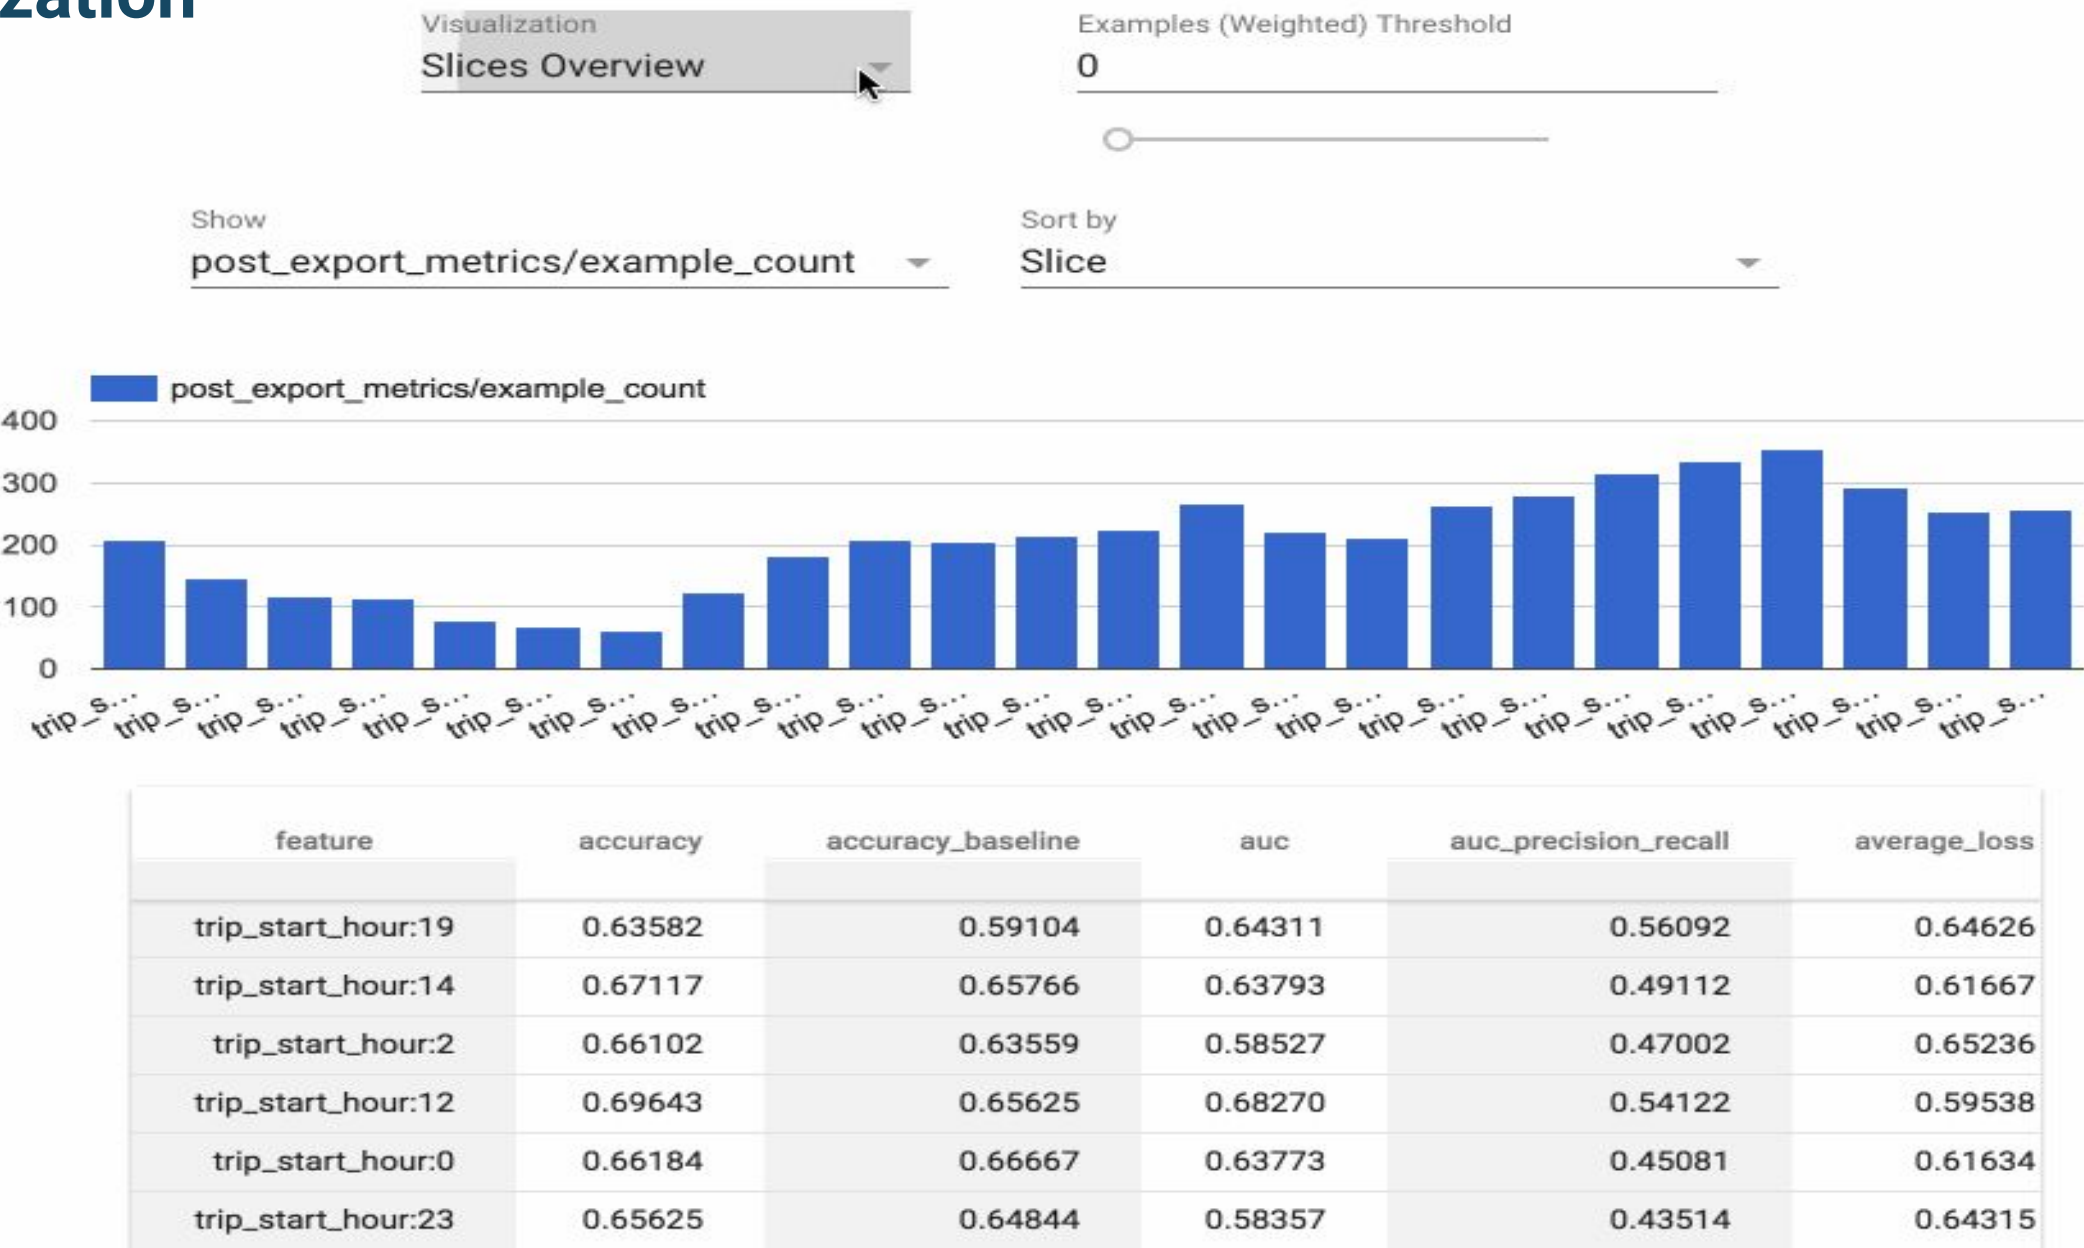 zation
Visualization
Slices Overview
Examples (Weighted) Threshold
0
Show
post_export_metrics/example_count
Sort by
Slice
post_export_metrics/example_count
400
300
200
100
0
trip_s... trip_s... trip_s... trip_s... trip_s... trip_s... trip_s... trip_s... trip_s... trip_s... trip_s... trip_s... trip_s... trip_s... trip_s... trip_s... trip_s... trip_s... trip_s... trip_s... trip_s... trip_s... trip_s... trip_s...
feature accuracy accuracy_baseline auc auc_precision_recall average_loss
trip_start_hour:19 0.63582 0.59104 0.64311 0.56092 0.64626
trip_start_hour:14 0.67117 0.65766 0.63793 0.49112 0.61667
trip_start_hour:2 0.66102 0.63559 0.58527 0.47002 0.65236
trip_start_hour:12 0.69643 0.65625 0.68270 0.54122 0.59538
trip_start_hour:0 0.66184 0.66667 0.63773 0.45081 0.61634
trip_start_hour:23 0.65625 0.64844 0.58357 0.43514 0.64315